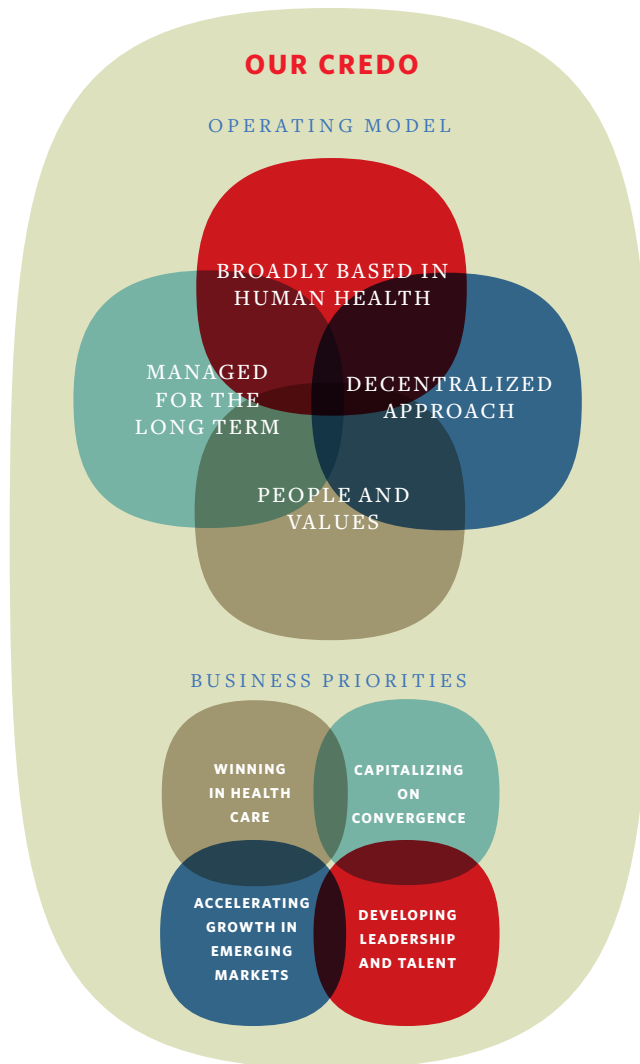 OUR CREDO
OPERATING MODEL
BROADLY BASED IN
HUMAN HEALTH
MANAGED
FOR THE
LONG TERM
DECENTRALIZED
APPROACH
PEOPLE AND
VALUES
BUSINESS PRIORITIES
WINNING
IN HEALTH
CARE
CAPITALIZING
ON
CONVERGENCE
ACCELERATING
GROWTH IN
EMERGING
MARKETS
DEVELOPING
LEADERSHIP
AND TALENT